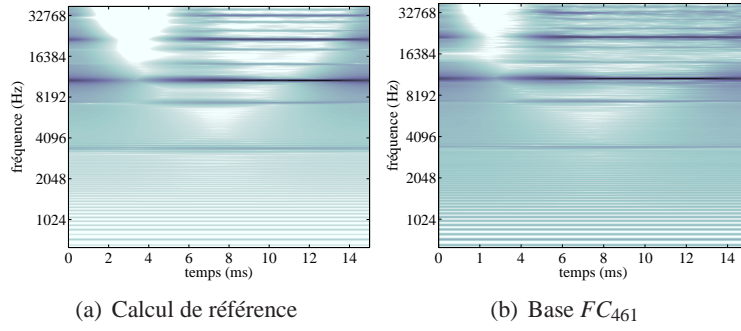 32768
16384
8192
4096
2048
1024
fréquence (Hz)
0 2 4 6 8 10 12 14
temps (ms)
(a) Calcul de référence
32768
16384
8192
4096
2048
1024
fréquence (Hz)
0 1 4 6 8 10 12 14
temps (ms)
(b) Base FC461